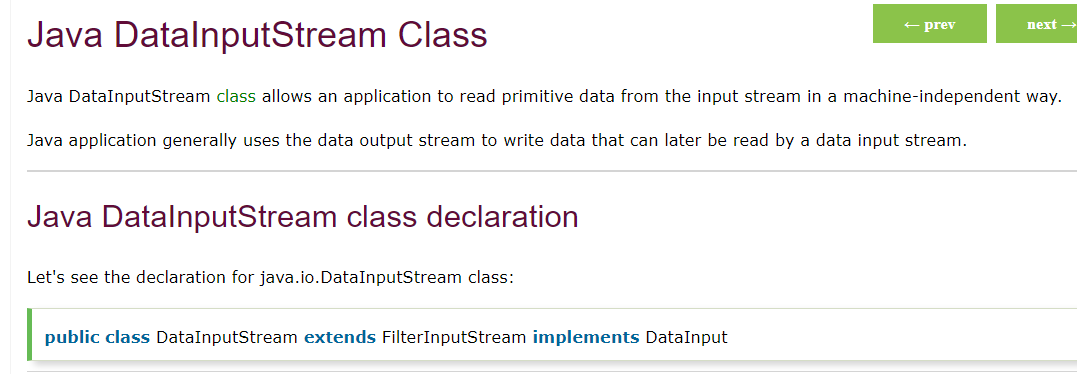 Java DataInputStream Class
← prev
next →
Java DataInputStream class allows an application to read primitive data from the input stream in a machine-independent way.
Java application generally uses the data output stream to write data that can later be read by a data input stream.
Java DataInputStream class declaration
Let's see the declaration for java.io.DataInputStream class:
public class DataInputStream extends FilterInputStream implements DataInput